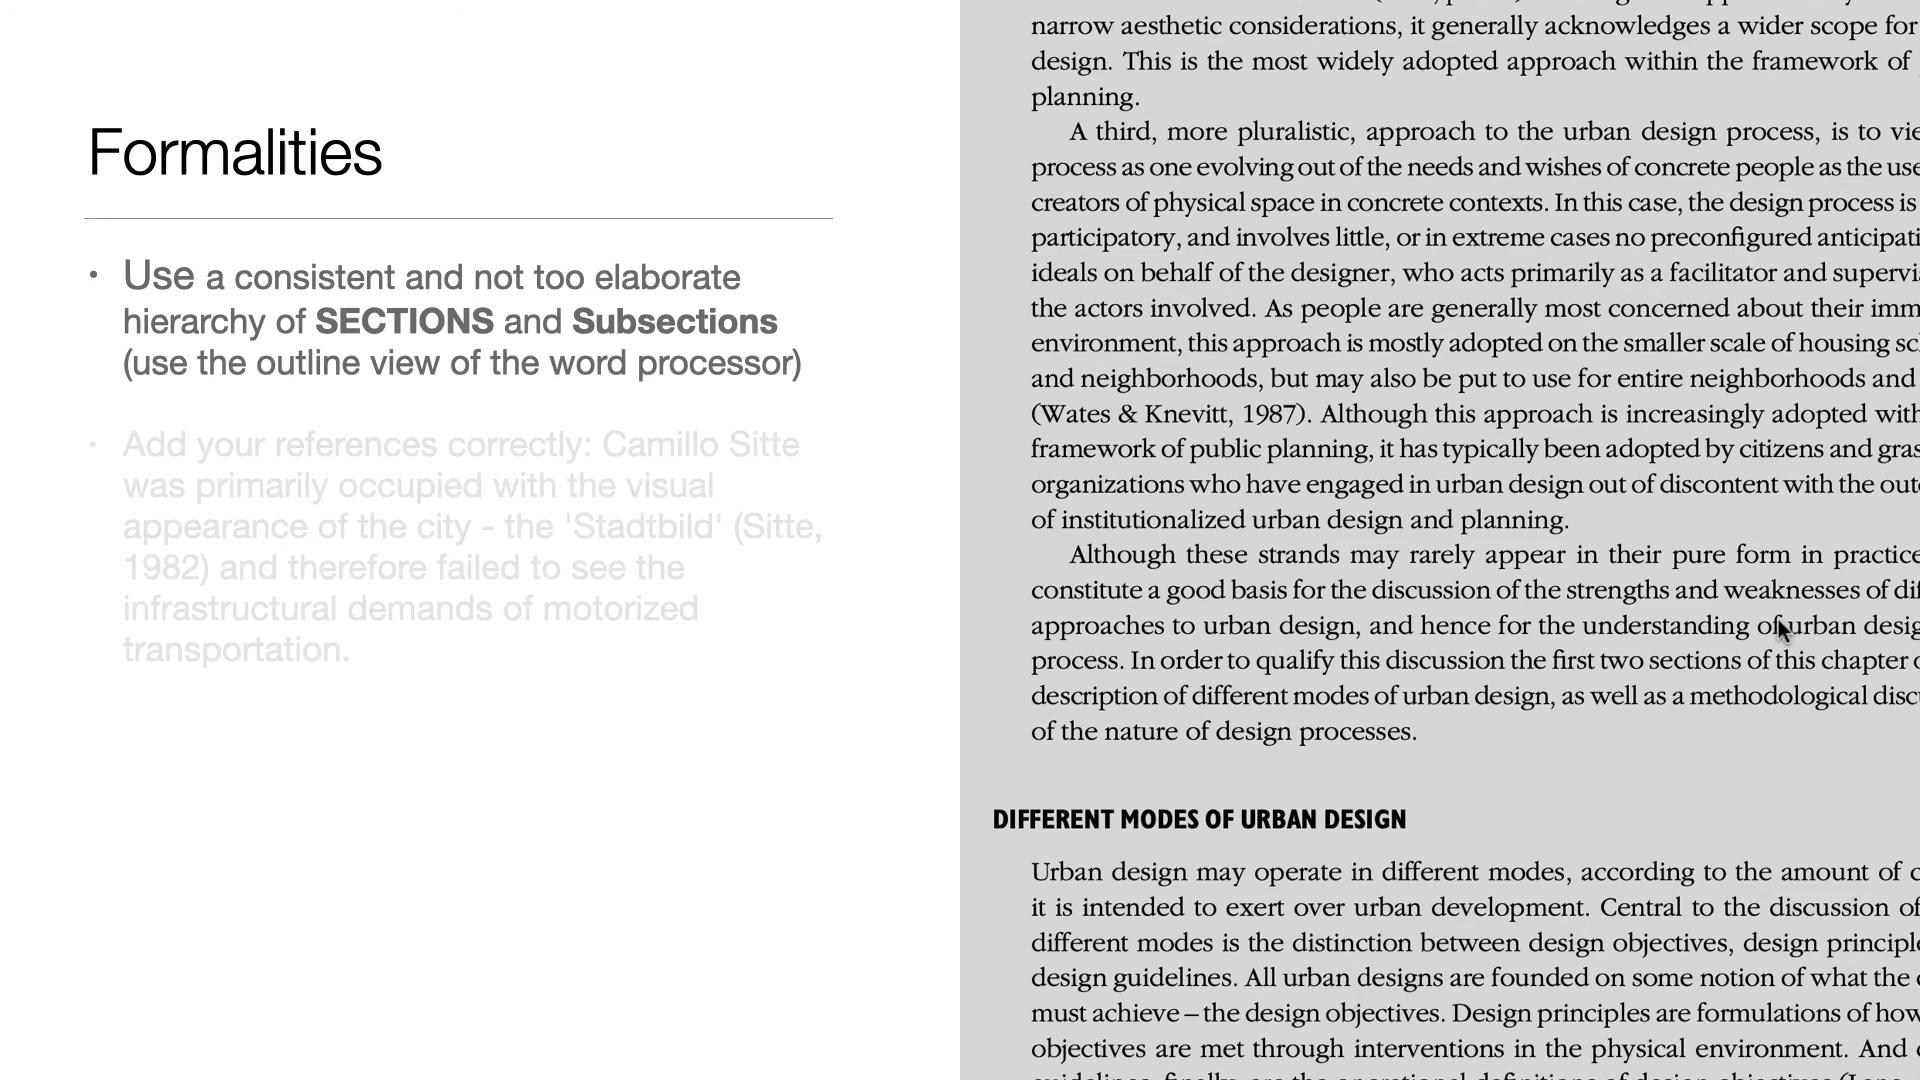 Formalities
• Use a consistent and not too elaborate
hierarchy of SECTIONS and Subsections
(use the outline view of the word processor)
• Add your references correctly: Camillo Sitte
was primarily occupied with the visual
appearance of the city - the 'Stadtbild' (Sitte,
1982) and therefore failed to see the
infrastructural demands of motorized
transportation.
narrow aesthetic considerations, it generally acknowledges a wider scope for
design. This is the most widely adopted approach within the framework of
planning.
A third, more pluralistic, approach to the urban design process, is to vie
process as one evolving out of the needs and wishes of concrete people as the use
creators of physical space in concrete contexts. In this case, the design process is
participatory, and involves little, or in extreme cases no preconfigured anticipati
ideals on behalf of the designer, who acts primarily as a facilitator and supervis
the actors involved. As people are generally most concerned about their imm
environment, this approach is mostly adopted on the smaller scale of housing sc
and neighborhoods, but may also be put to use for entire neighborhoods and
(Wates & Knevitt, 1987). Although this approach is increasingly adopted with
framework of public planning, it has typically been adopted by citizens and gras
organizations who have engaged in urban design out of discontent with the out
of institutionalized urban design and planning.
Although these strands may rarely appear in their pure form in practice
constitute a good basis for the discussion of the strengths and weaknesses of dif
approaches to urban design, and hence for the understanding of urban desig
process. In order to qualify this discussion the first two sections of this chapter
description of different modes of urban design, as well as a methodological disc
of the nature of design processes.
DIFFERENT MODES OF URBAN DESIGN
Urban design may operate in different modes, according to the amount of
it is intended to exert over urban development. Central to the discussion of
different modes is the distinction between design objectives, design principle
design guidelines. All urban designs are founded on some notion of what the
must achieve – the design objectives. Design principles are formulations of how
objectives are met through interventions in the physical environment. And